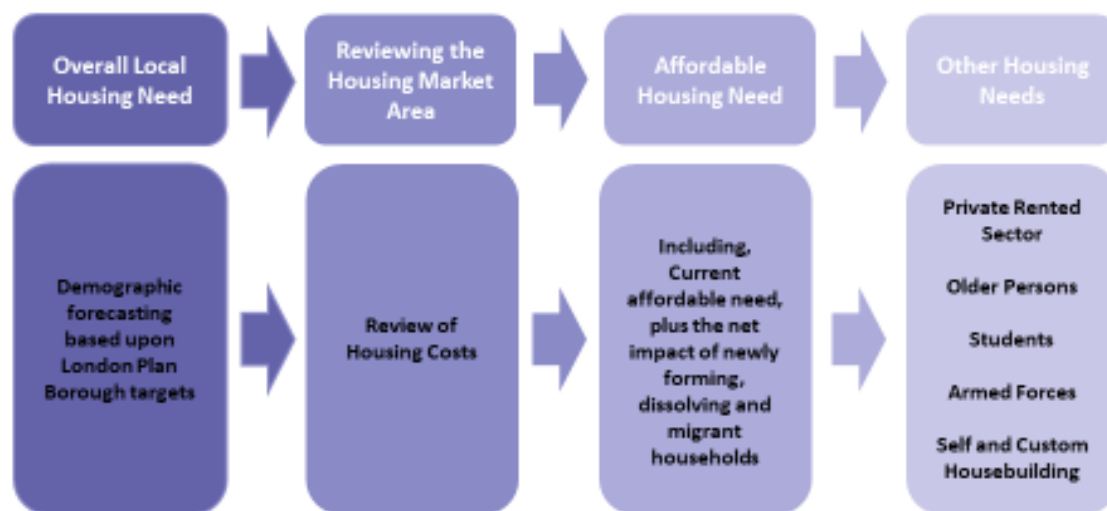 Overall Local
Housing Need
Reviewing the
Housing Market
Area
Affordable
Housing Need
Other Housing
Needs
Demographic
forecasting
based upon
London Plan
Borough targets
Review of
Housing Costs
Including,
Current
affordable need,
plus the net
impact of newly
forming,
dissolving and
migrant
households
Private Rented
Sector
Older Persons
Students
Armed Forces
Self and Custom
Housebuilding